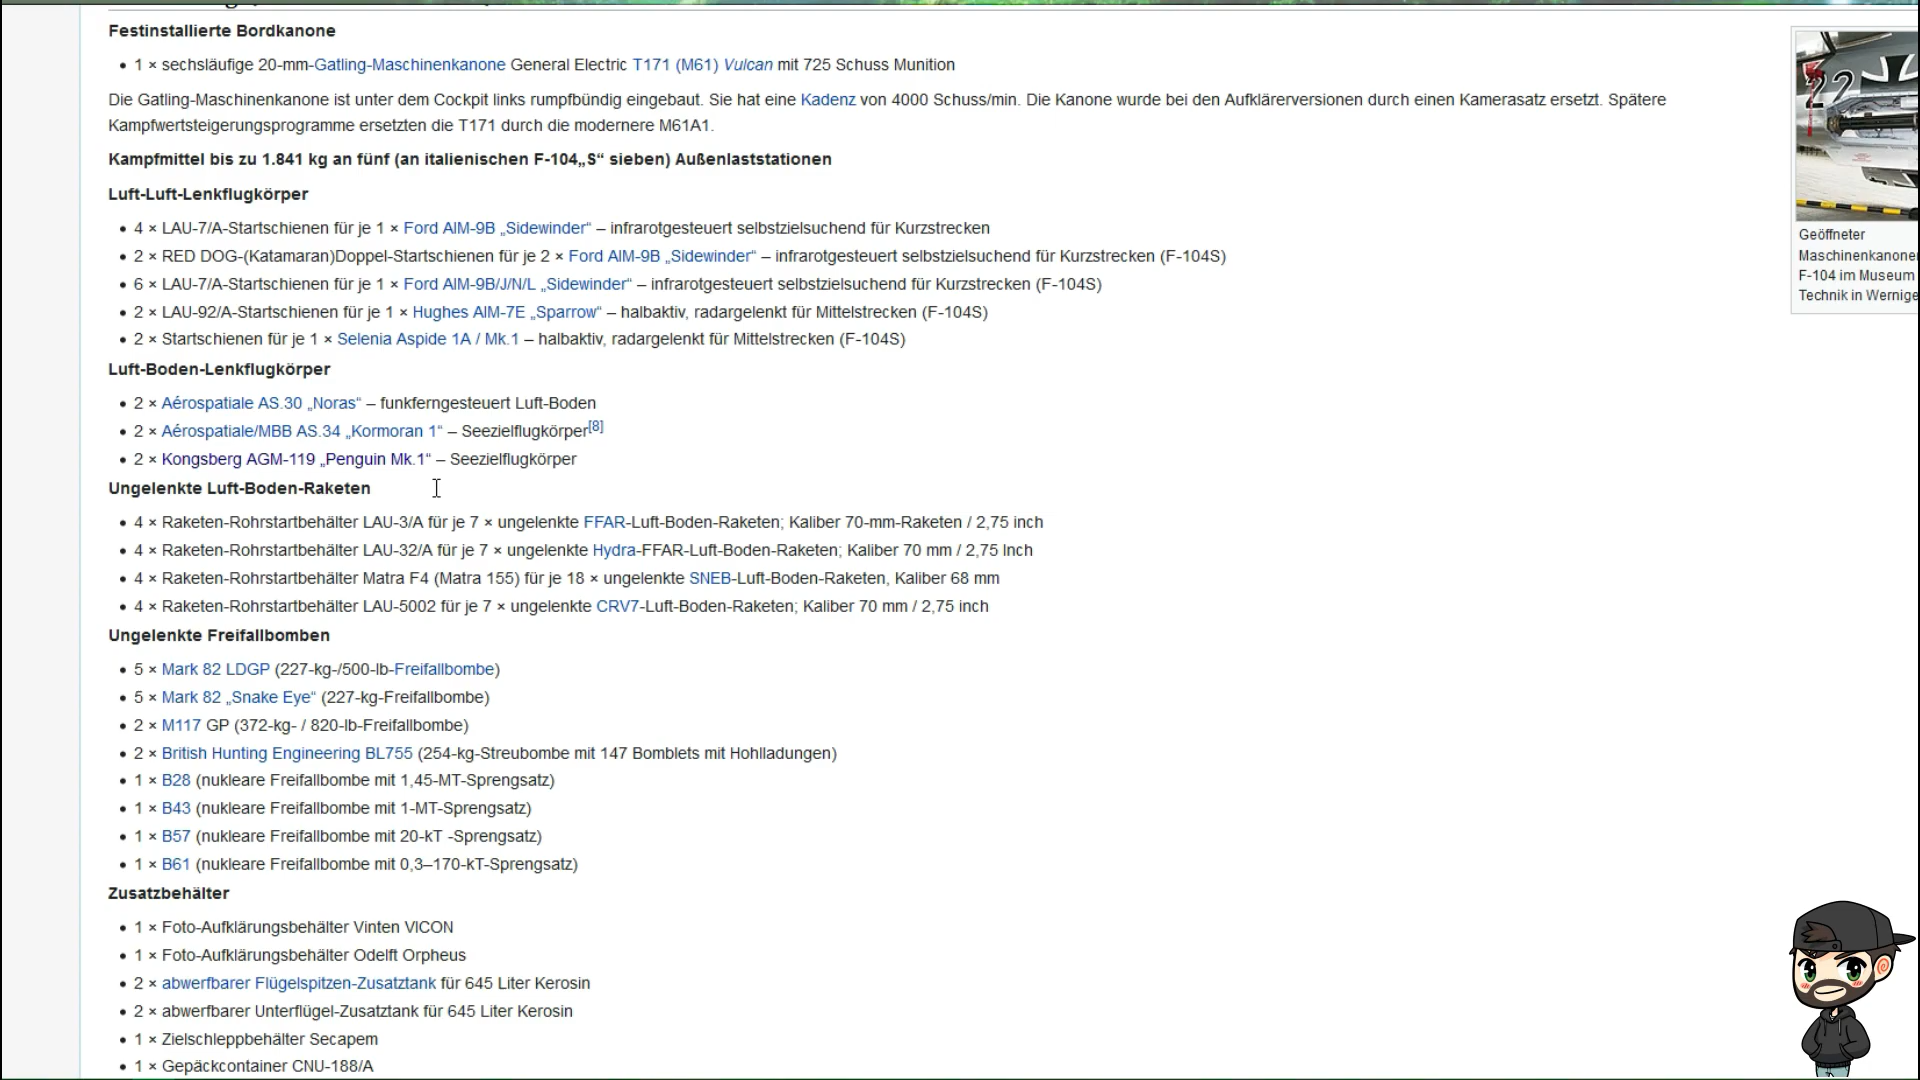 Festinstallierte Bordkanone
• 1 × sechsläufige 20-mm-Gatling-Maschinenkanone General Electric T171 (M61) Vulcan mit 725 Schuss Munition
Die Gatling-Maschinenkanone ist unter dem Cockpit links rumpfbündig eingebaut. Sie hat eine Kadenz von 4000 Schuss/min. Die Kanone wurde bei den Aufklärerversionen durch einen Kamerasatz ersetzt. Spätere
Kampfwertsteigerungsprogramme ersetzten die T171 durch die modernere M61A1.
Kampfmittel bis zu 1.841 kg an fünf (an italienischen F-104„S“ sieben) Außenlaststationen
Luft-Luft-Lenkflugkörper
• 4 × LAU-7/A-Startschienen für je 1 × Ford AIM-9B „Sidewinder“ – infrarotgesteuert selbstzielsuchend für Kurzstrecken
• 2 × RED DOG-(Katamaran)Doppel-Startschienen für je 2 × Ford AIM-9B „Sidewinder“ – infrarotgesteuert selbstzielsuchend für Kurzstrecken (F-104S)
• 6 × LAU-7/A-Startschienen für je 1 × Ford AIM-9B/J/N/L „Sidewinder“ – infrarotgesteuert selbstzielsuchend für Kurzstrecken (F-104S)
• 2 × LAU-92/A-Startschienen für je 1 × Hughes AIM-7E „Sparrow“ – halbaktiv, radargelenkt für Mittelstrecken (F-104S)
• 2 × Startschienen für je 1 × Selenia Aspide 1A / Mk.1 – halbaktiv, radargelenkt für Mittelstrecken (F-104S)
Luft-Boden-Lenkflugkörper
• 2 × Aérospatiale AS.30 „Noras“ – funkferngesteuert Luft-Boden
• 2 × Aérospatiale/MBB AS.34 „Kormoran 1“ – Seezielflugkörper[8]
• 2 × Kongsberg AGM-119 „Penguin Mk.1“ – Seezielflugkörper
Ungelenkte Luft-Boden-Raketen
• 4 × Raketen-Rohrstartbehälter LAU-3/A für je 7 × ungelenkte FFAR-Luft-Boden-Raketen; Kaliber 70-mm-Raketen / 2,75 inch
• 4 × Raketen-Rohrstartbehälter LAU-32/A für je 7 × ungelenkte Hydra-FFAR-Luft-Boden-Raketen; Kaliber 70 mm / 2,75 Inch
• 4 × Raketen-Rohrstartbehälter Matra F4 (Matra 155) für je 18 × ungelenkte SNEB-Luft-Boden-Raketen, Kaliber 68 mm
• 4 × Raketen-Rohrstartbehälter LAU-5002 für je 7 × ungelenkte CRV7-Luft-Boden-Raketen; Kaliber 70 mm / 2,75 inch
Ungelenkte Freifallbomben
• 5 × Mark 82 LDGP (227-kg-/500-lb-Freifallbombe)
• 5 × Mark 82 „Snake Eye“ (227-kg-Freifallbombe)
• 2 × M117 GP (372-kg- / 820-lb-Freifallbombe)
• 2 × British Hunting Engineering BL755 (254-kg-Streubombe mit 147 Bomblets mit Hohlladungen)
• 1 × B28 (nukleare Freifallbombe mit 1,45-MT-Sprengsatz)
• 1 × B43 (nukleare Freifallbombe mit 1-MT-Sprengsatz)
• 1 × B57 (nukleare Freifallbombe mit 20-kT -Sprengsatz)
• 1 × B61 (nukleare Freifallbombe mit 0,3–170-kT-Sprengsatz)
Zusatzbehälter
• 1 × Foto-Aufklärungsbehälter Vinten VICON
• 1 × Foto-Aufklärungsbehälter Odelft Orpheus
• 2 × abwerfbarer Flügelspitzen-Zusatztank für 645 Liter Kerosin
• 2 × abwerfbarer Unterflügel-Zusatztank für 645 Liter Kerosin
• 1 × Zielschleppbehälter Secapem
• 1 × Gepäckcontainer CNU-188/A
22
Geöffneter
Maschinenkanone
F-104 im Museum
Technik in Wernige